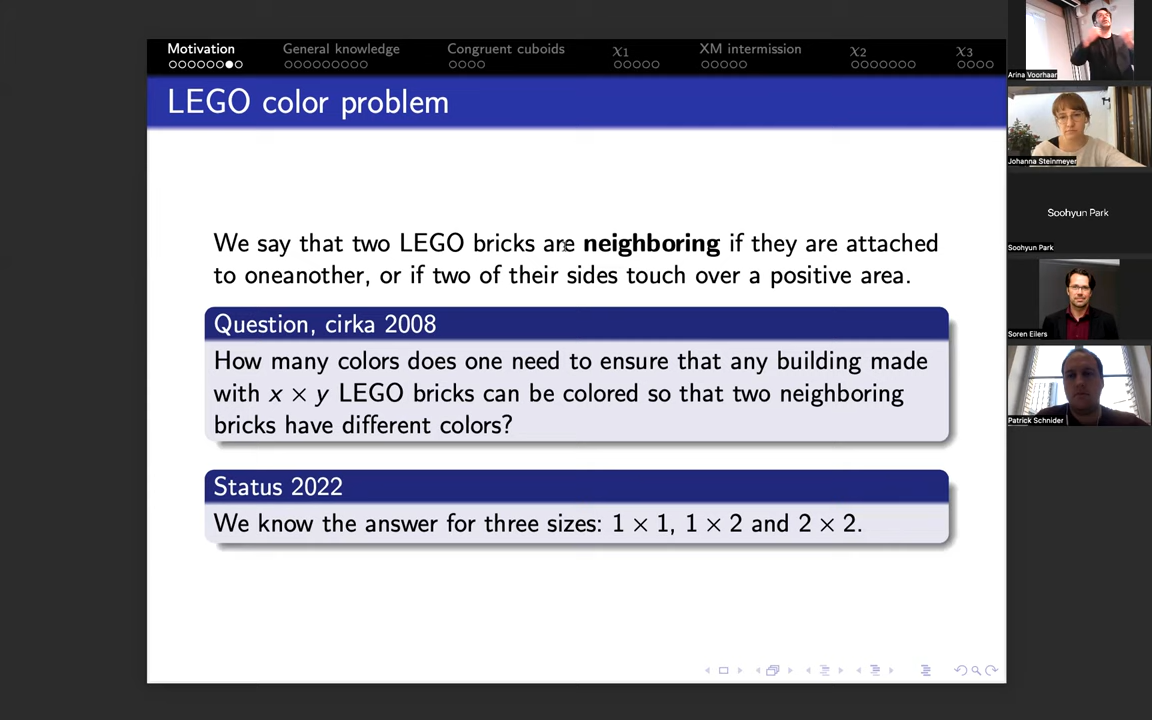 Motivation General knowledge Congruent cuboids χ1 XM intermission χ2 χ3
LEGO color problem
We say that two LEGO bricks are neighboring if they are attached
to oneanother, or if two of their sides touch over a positive area.
Question, cirka 2008
How many colors does one need to ensure that any building made
with x × y LEGO bricks can be colored so that two neighboring
bricks have different colors?
Status 2022
We know the answer for three sizes: 1 × 1, 1 × 2 and 2 × 2.
Arina Voorhaar
Johanna Steinmeyer
Soohyun Park
Soohyun Park
Soren Eilers
Patrick Schnider